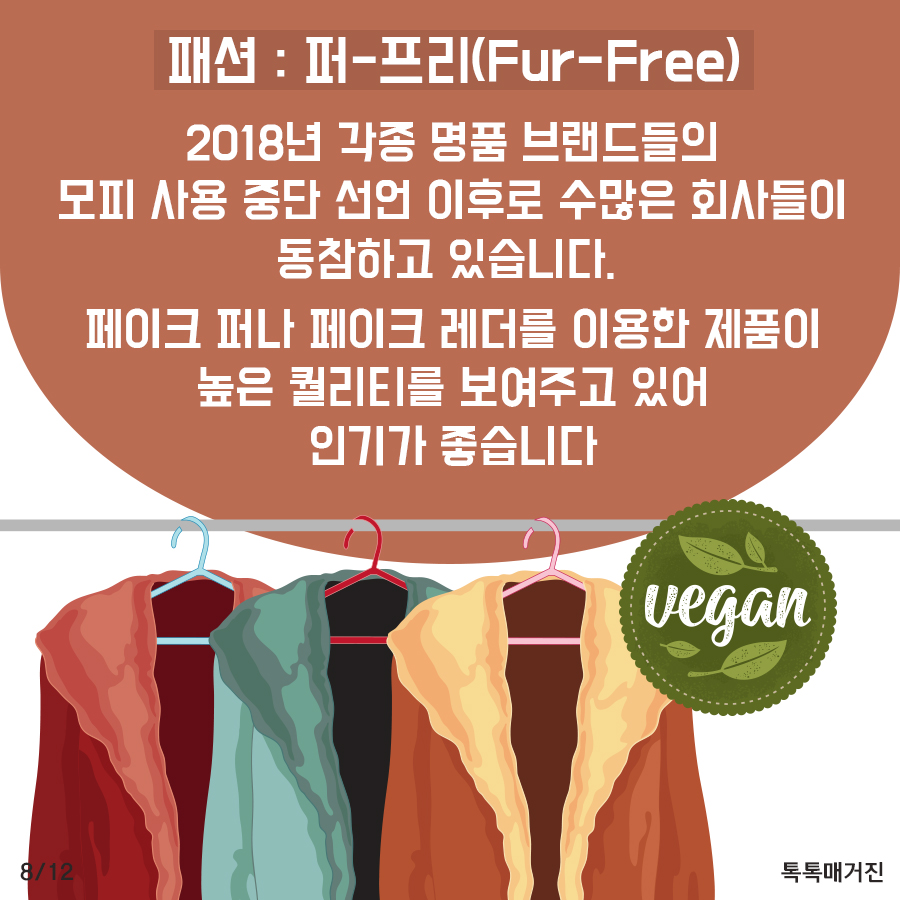 패션 : 퍼-프리(Fur-Free)
2018년 각종 명품 브랜드들의
모피 사용 중단 선언 이후로 수많은 회사들이
동참하고 있습니다.
페이크 퍼나 페이크 레더를 이용한 제품이
높은 퀄리티를 보여주고 있어
인기가 좋습니다
vegan
8/12
톡톡매거진